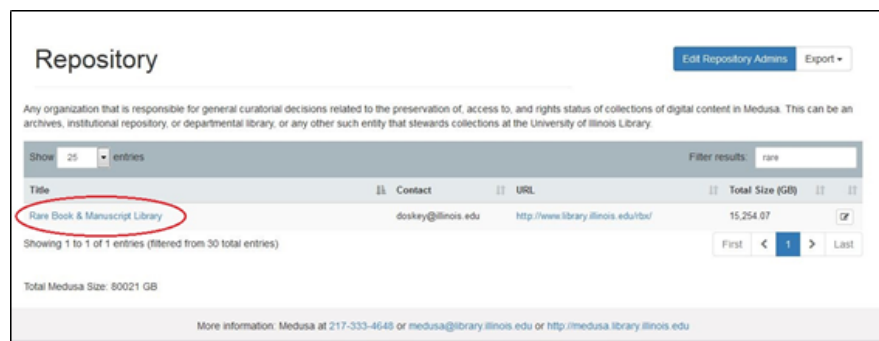 Repository
Edit Repository Admins Export
Any organization that is responsible for general curatorial decisions related to the preservation of, access to, and rights status of collections of digital content in Medusa. This can be an
archives, institutional repository, or departmental library, or any other such entity that stewards collections at the University of Illinois Library.
Show 25 entries Filter results: rare
Title Contact URL Total Size (GB)
Rare Book & Manuscript Library doskey@illinois.edu http://www.library.illinois.edu/rbx/ 15,254.07
Showing 1 to 1 of 1 entries (filtered from 30 total entries) First < 1 > Last
Total Medusa Size: 80021 GB
More information: Medusa at 217-333-4648 or medusa@library.illinois.edu or http://medusa.library.illinois.edu